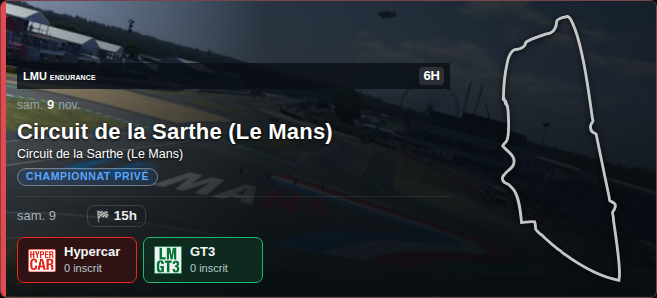 LMU ENDURANCE
6H
sam. 9 nov.
Circuit de la Sarthe (Le Mans)
Circuit de la Sarthe (Le Mans)
CHAMPIONNAT PRIVÉ
MANS
sam. 9
15h
HYPER CAR
Hypercar
0 inscrit
LM GT3
GT3
0 inscrit